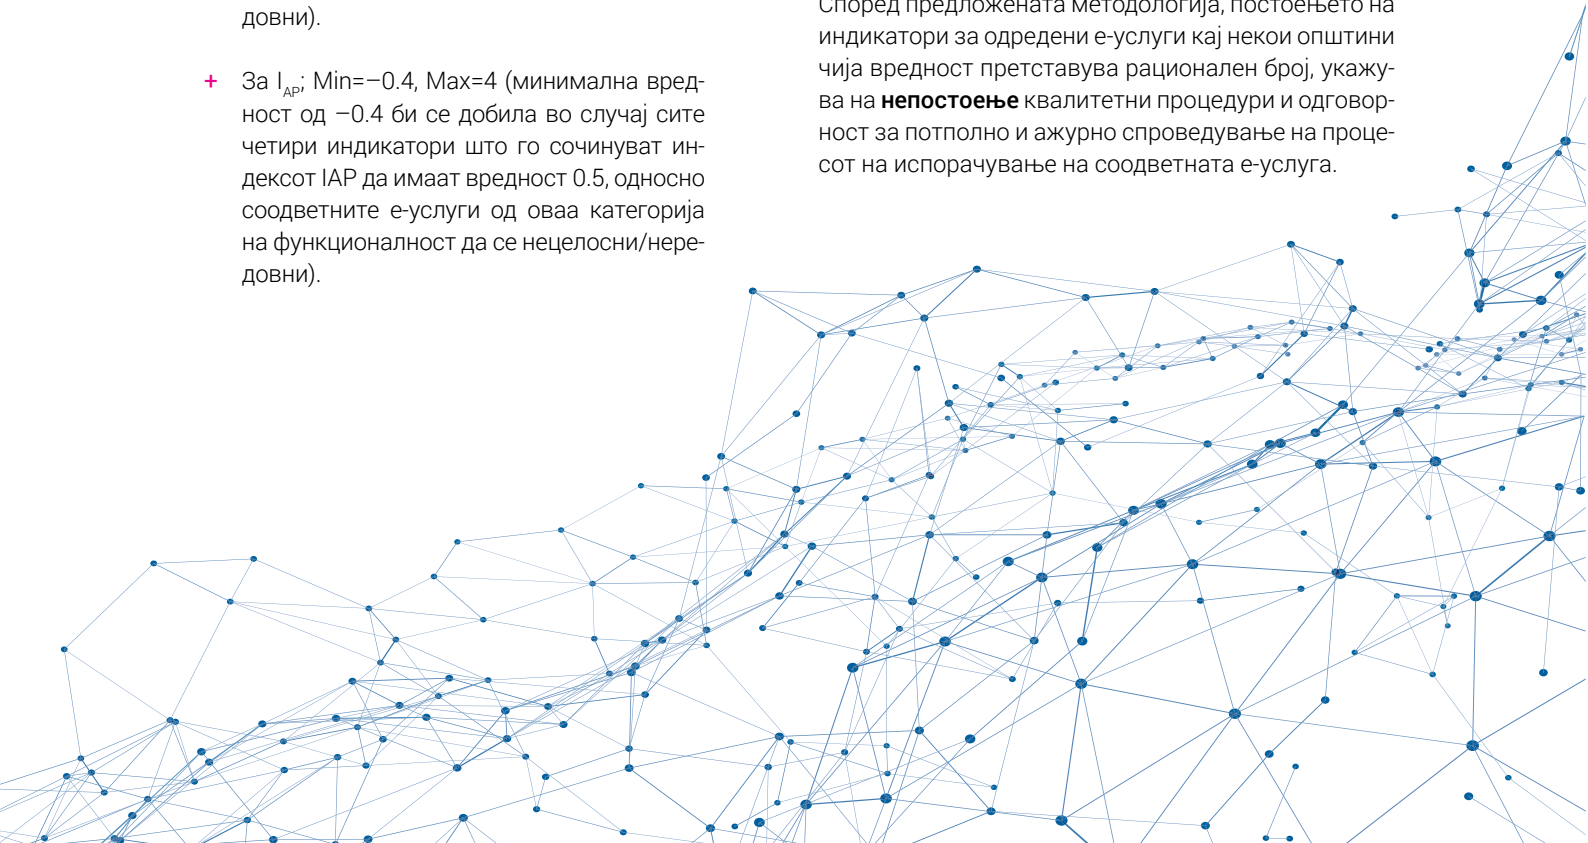 довни).
+ За I_AP; Min=–0.4, Max=4 (минимална вред-
ност од –0.4 би се добила во случај сите
четири индикатори што го сочинуват ин-
дексот IAP да имаат вредност 0.5, односно
соодветните е-услуги од оваа категорија
на функционалност да се нецелосни/нере-
довни).
Според предложената методологија, постоењето на
индикатори за одредени е-услуги кај некои општини
чија вредност претставува рационален број, укажу-
ва на непостоење квалитетни процедури и одговор-
ност за потполно и ажурно спроведување на проце-
сот на испорачување на соодветната е-услуга.